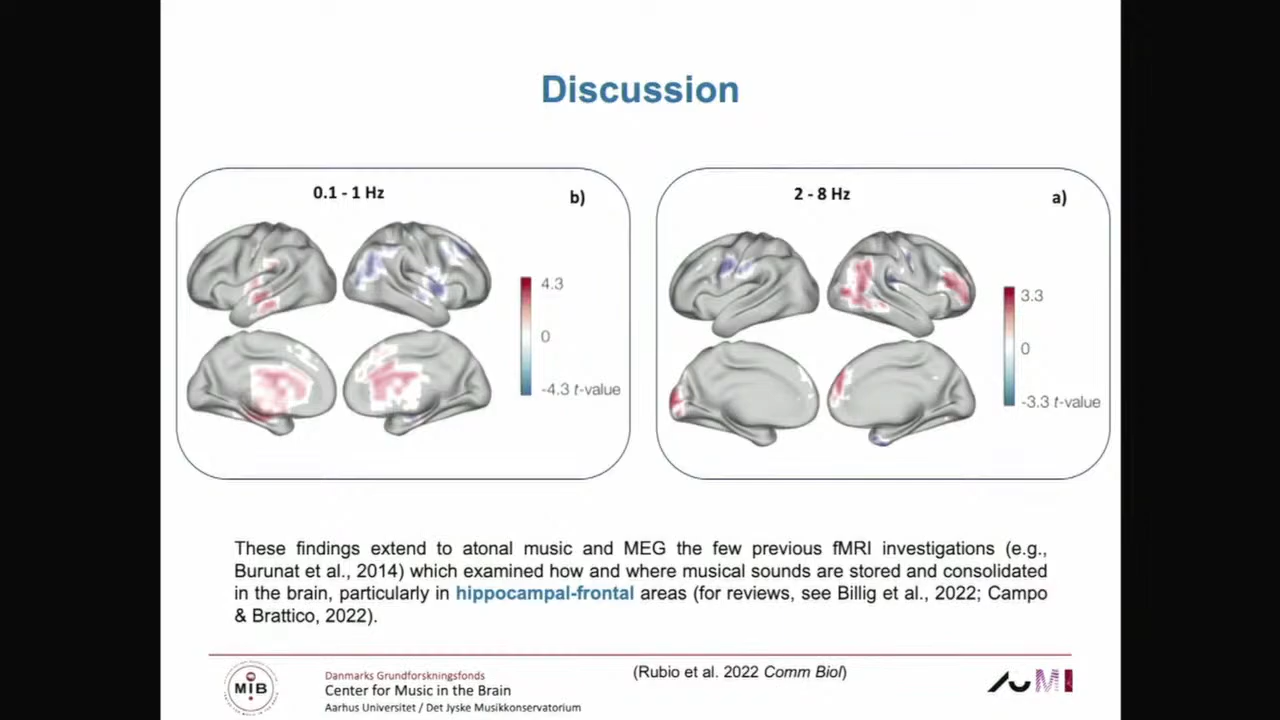 Discussion
0.1 - 1 Hz
b)
4.3
0
-4.3 t-value
2 - 8 Hz
a)
3.3
0
-3.3 t-value
These findings extend to atonal music and MEG the few previous fMRI investigations (e.g.,
Burunat et al., 2014) which examined how and where musical sounds are stored and consolidated
in the brain, particularly in hippocampal-frontal areas (for reviews, see Billig et al., 2022; Campo
& Brattico, 2022).
MIB
Danmarks Grundforskningsfonds
Center for Music in the Brain
Aarhus Universitet / Det Jyske Musikkonservatorium
(Rubio et al. 2022 Comm Biol)